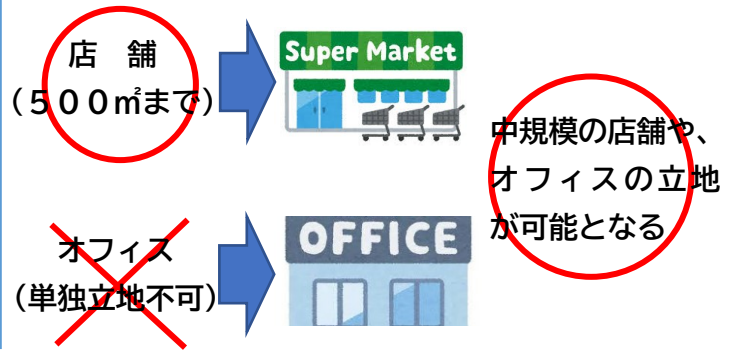 店　舗
（５００㎡まで）
Super Market
中規模の店舗や、
オフィスの立地
が可能となる
オフィス
（単独立地不可）
OFFICE